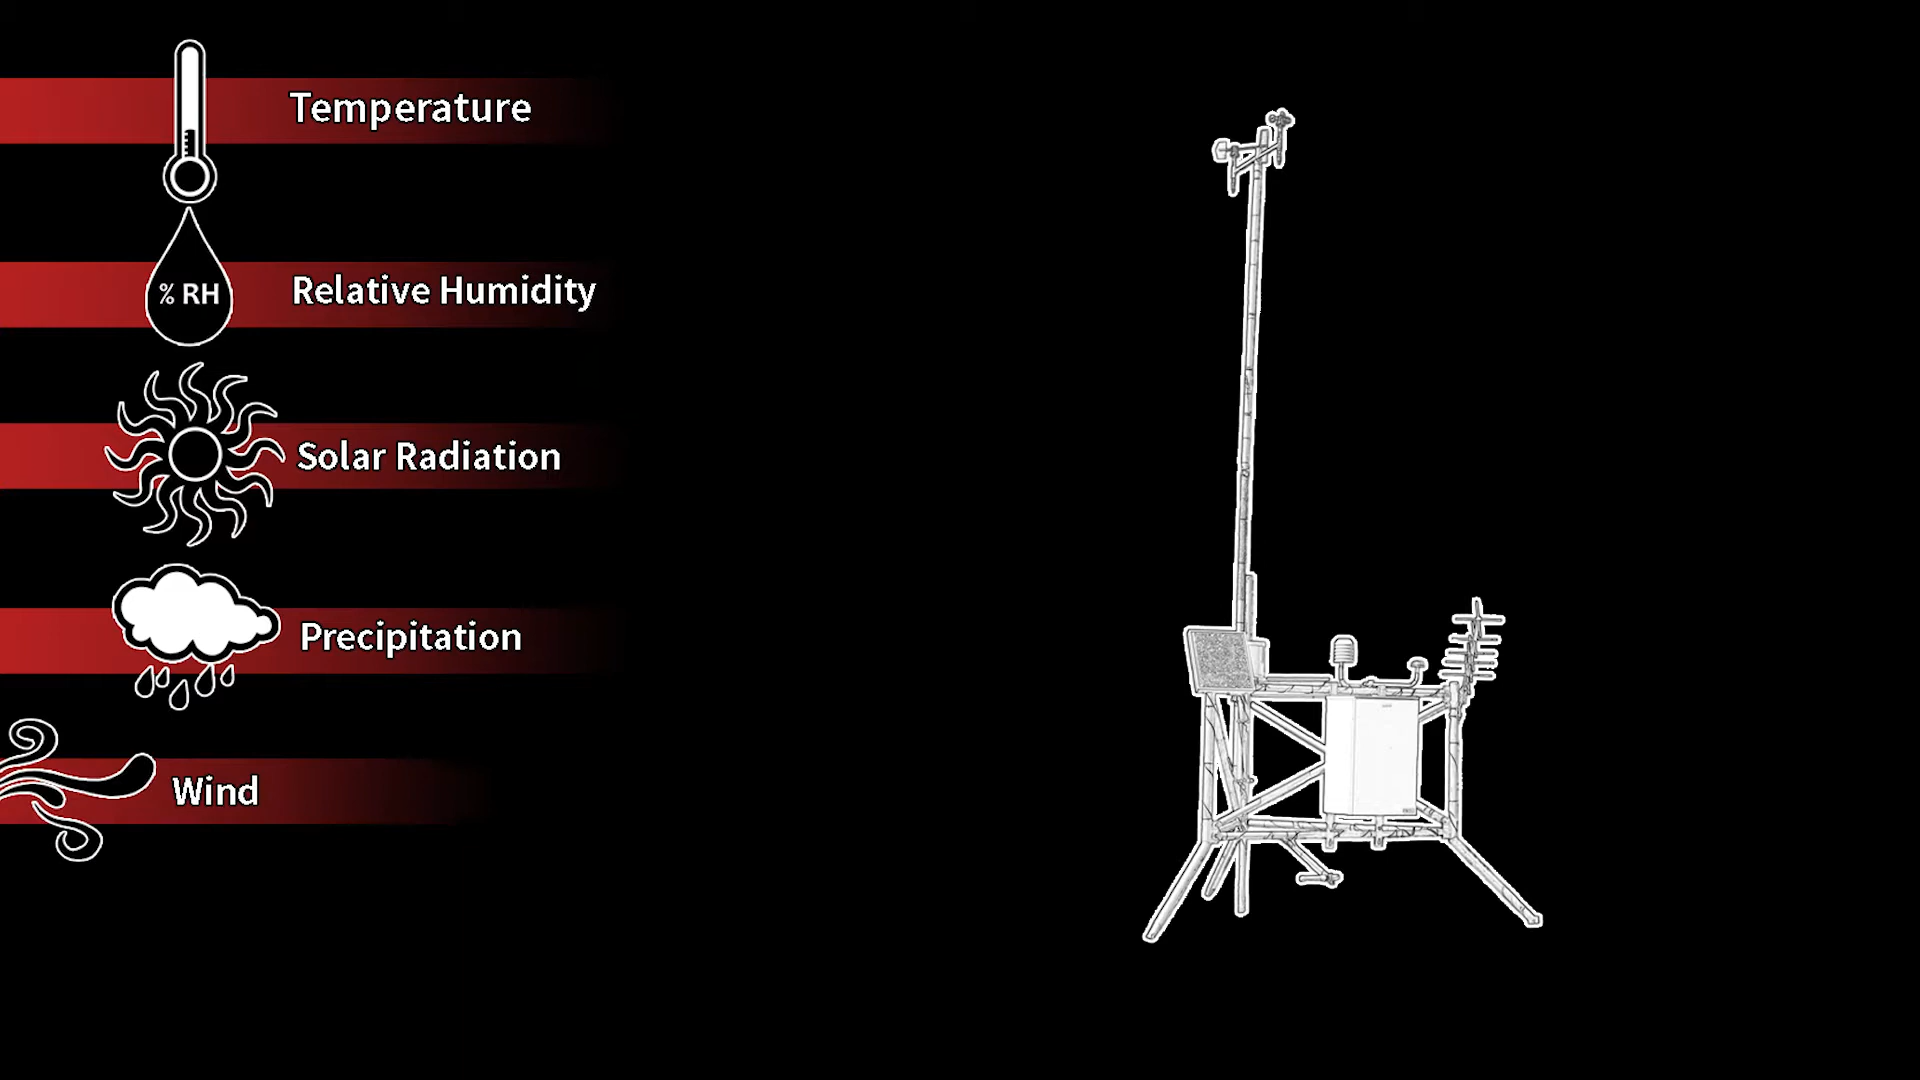 Temperature
% RH
Relative Humidity
Solar Radiation
Precipitation
Wind